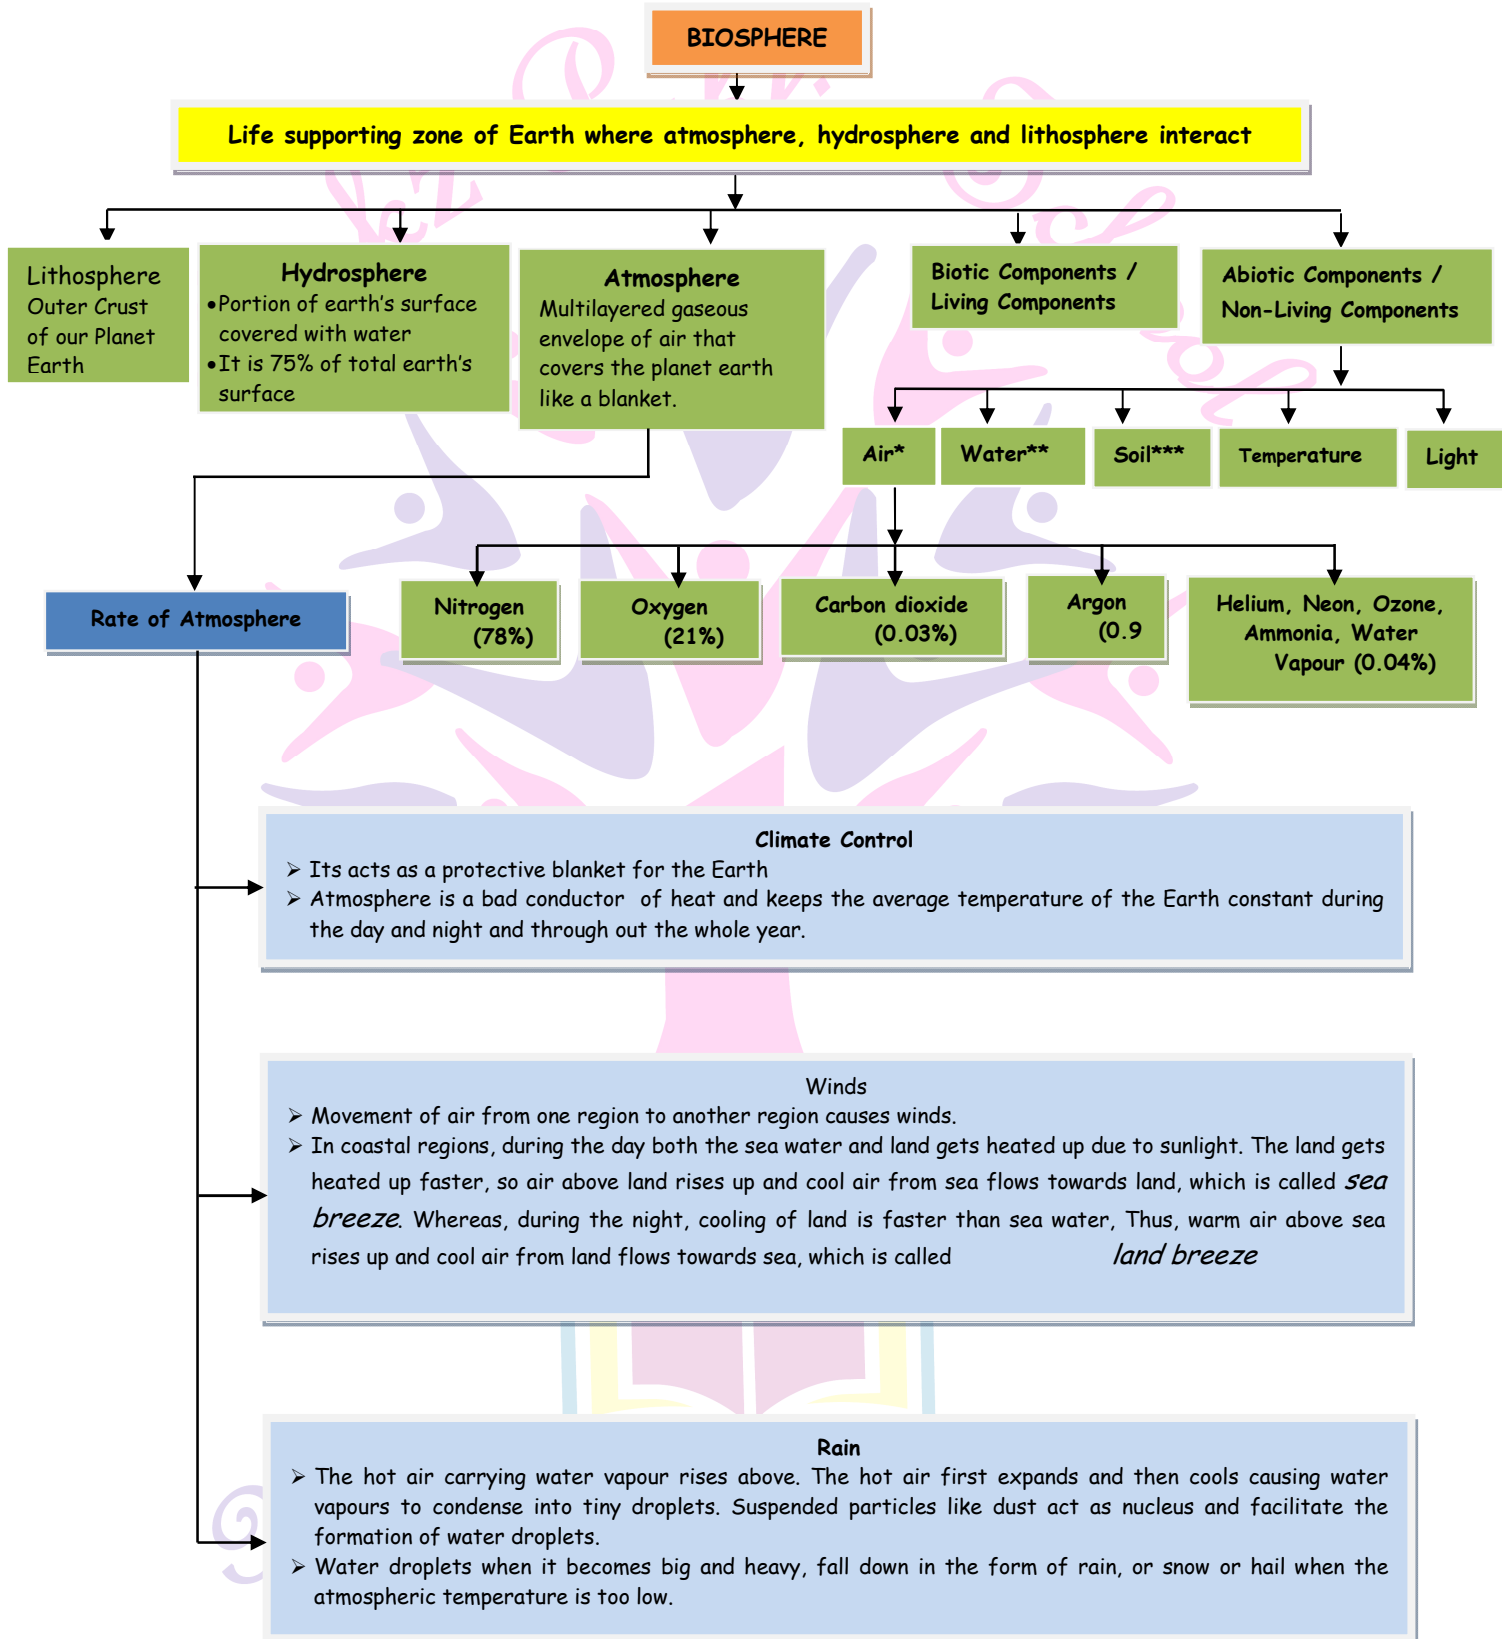 BIOSPHERE
Life supporting zone of Earth where atmosphere, hydrosphere and lithosphere interact
Lithosphere
Outer Crust
of our Planet
Earth
Hydrosphere
•Portion of earth's surface
covered with water
•It is 75% of total earth's
surface
Atmosphere
Multilayered gaseous
envelope of air that
covers the planet earth
like a blanket.
Biotic Components /
Living Components
Abiotic Components /
Non-Living Components
Air*
Water**
Soil***
Temperature
Light
Rate of Atmosphere
Nitrogen
(78%)
Oxygen
(21%)
Carbon dioxide
(0.03%)
Argon
(0.9
Helium, Neon, Ozone,
Ammonia, Water
Vapour (0.04%)
Climate Control
➢ Its acts as a protective blanket for the Earth
➢ Atmosphere is a bad conductor of heat and keeps the average temperature of the Earth constant during
the day and night and through out the whole year.
Winds
➢ Movement of air from one region to another region causes winds.
➢ In coastal regions, during the day both the sea water and land gets heated up due to sunlight. The land gets
heated up faster, so air above land rises up and cool air from sea flows towards land, which is called sea
breeze. Whereas, during the night, cooling of land is faster than sea water, Thus, warm air above sea
rises up and cool air from land flows towards sea, which is called land breeze
Rain
➢ The hot air carrying water vapour rises above. The hot air first expands and then cools causing water
vapours to condense into tiny droplets. Suspended particles like dust act as nucleus and facilitate the
formation of water droplets.
➢ Water droplets when it becomes big and heavy, fall down in the form of rain, or snow or hail when the
atmospheric temperature is too low.